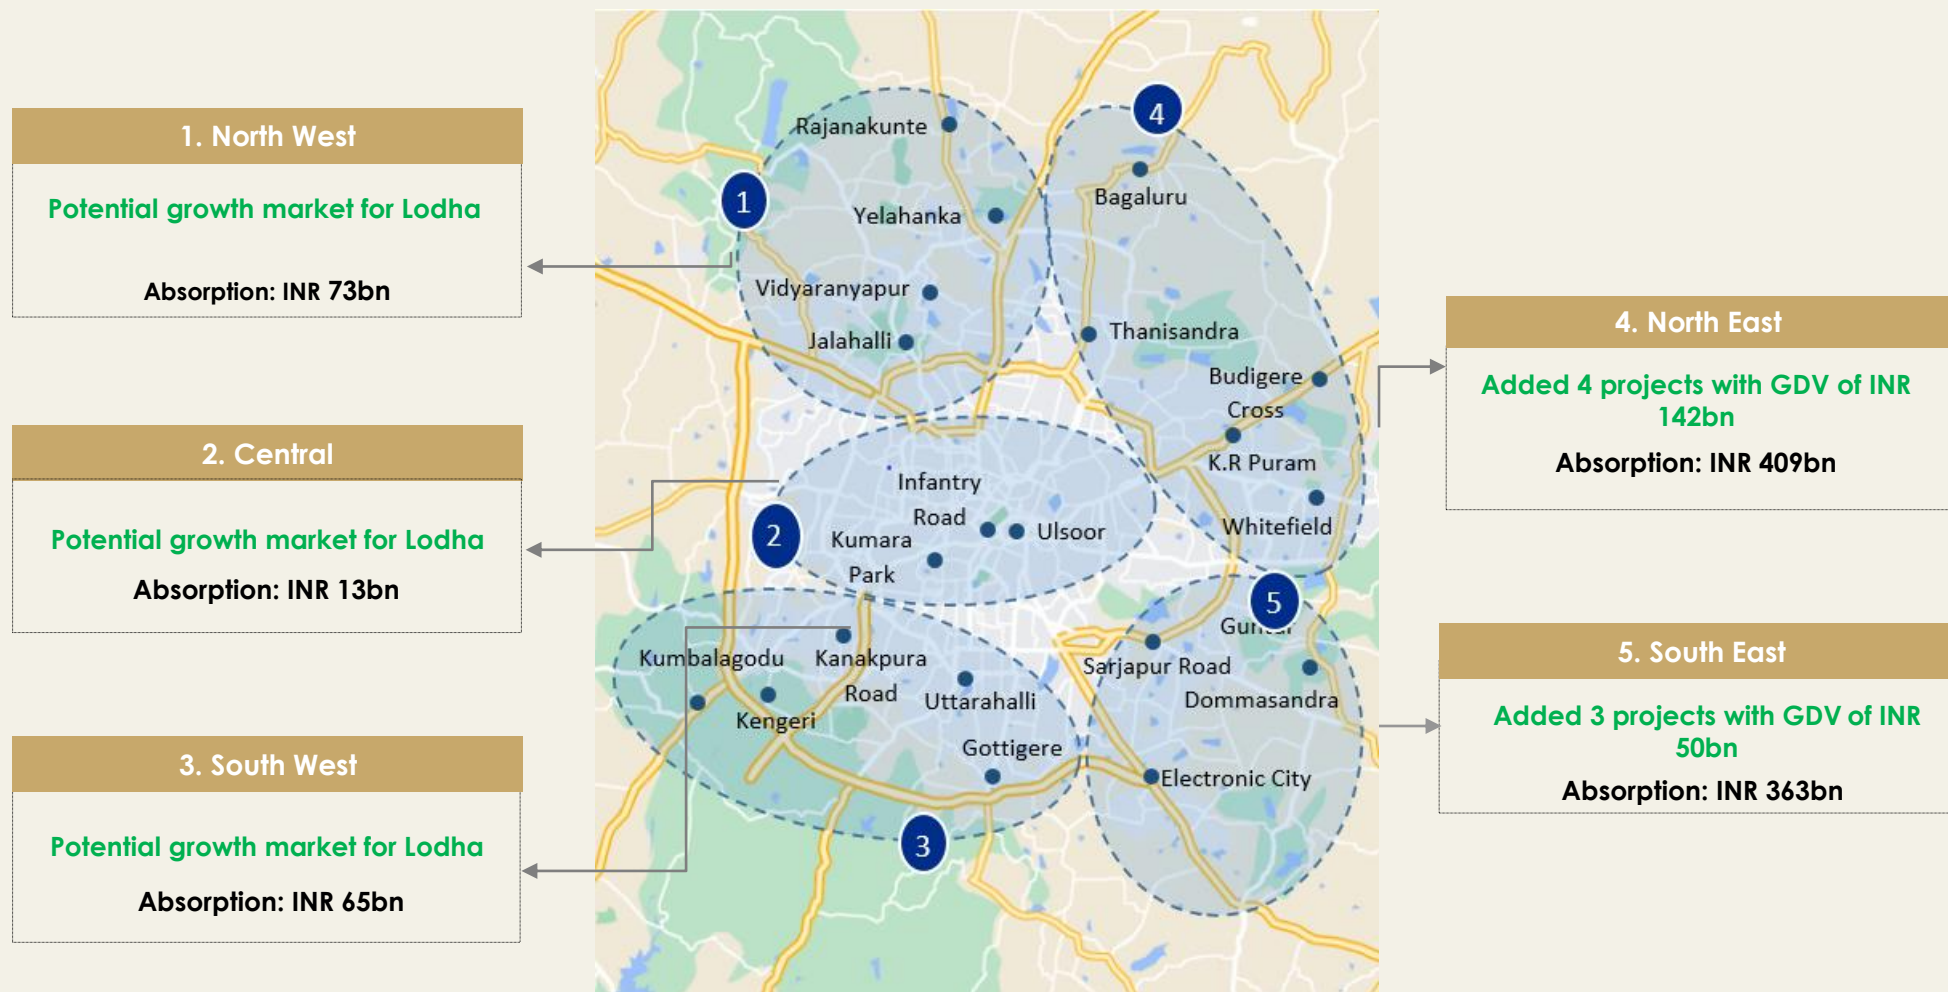 1. North West
Potential growth market for Lodha
Absorption: INR 73bn
2. Central
Potential growth market for Lodha
Absorption: INR 13bn
3. South West
Potential growth market for Lodha
Absorption: INR 65bn
1
Rajanakunte
Yelahanka
Vidyaranyapur
Jalahalli
4
Bagaluru
Thanisandra
Budigere
Cross
K.R Puram
Whitefield
2
Infantry
Road
Ulsoor
Kumara
Park
Kumbalagodu
Kanakpura
Road
Kengeri
Uttarahalli
Gottigere
3
5
Sarjapur Road
Dommasandra
Electronic City
4. North East
Added 4 projects with GDV of INR
142bn
Absorption: INR 409bn
5. South East
Added 3 projects with GDV of INR
50bn
Absorption: INR 363bn